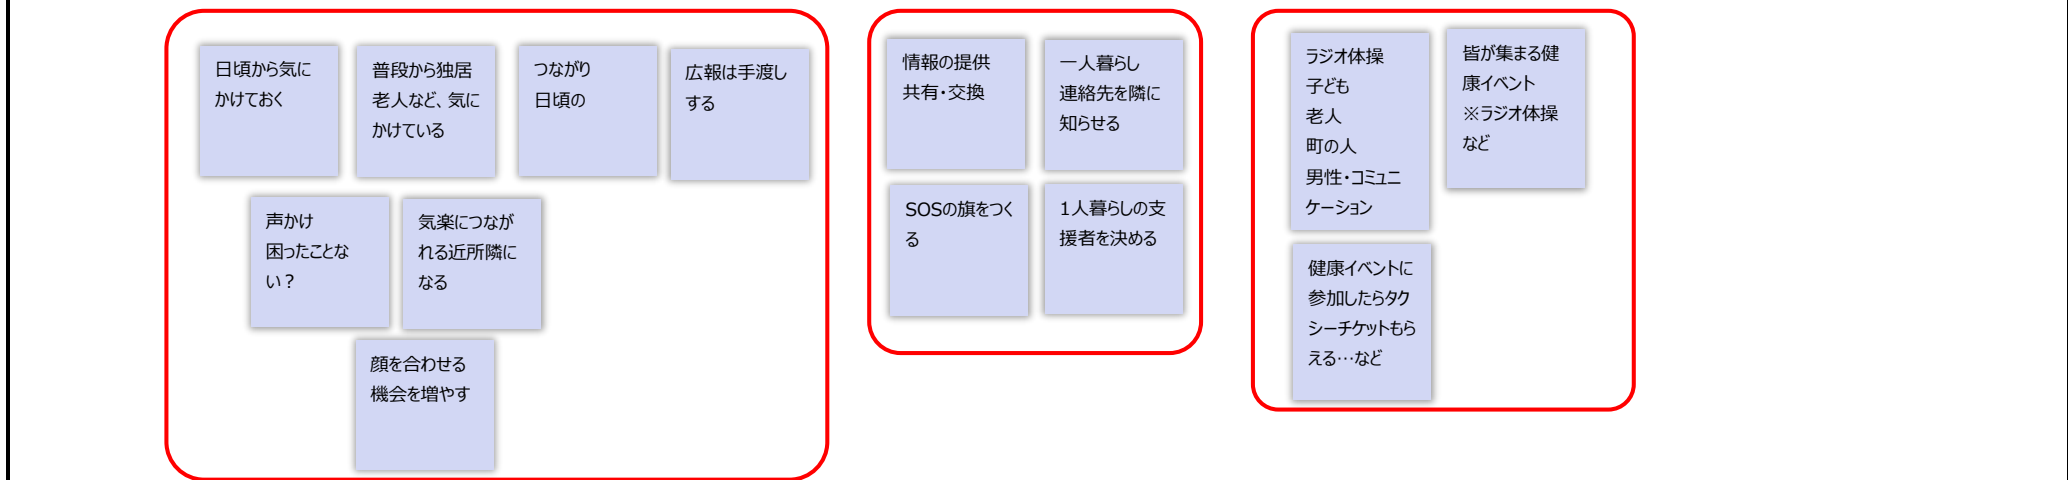 日頃から気に
かけておく
普段から独居
老人など、気に
かけている
つながり
日頃の
広報は手渡し
する
声かけ
困ったことな
い？
気楽につなが
れる近所隣に
なる
顔を合わせる
機会を増やす
情報の提供
共有・交換
一人暮らし
連絡先を隣に
知らせる
SOSの旗をつく
る
1人暮らしの支
援者を決める
ラジオ体操
子ども
老人
町の人
男性・コミュニ
ケーション
皆が集まる健
康イベント
※ラジオ体操
など
健康イベントに
参加したらタク
シーチケットもら
える…など